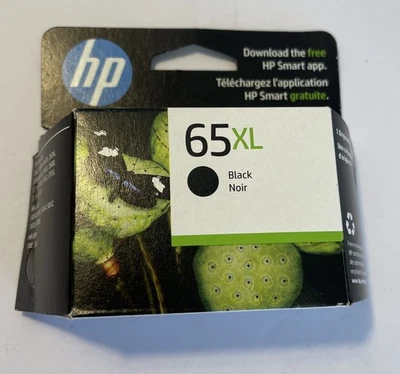 hp
Download the free
HP Smart app.
Téléchargez l'application
HP Smart gratuite.
65XL
Black
Noir